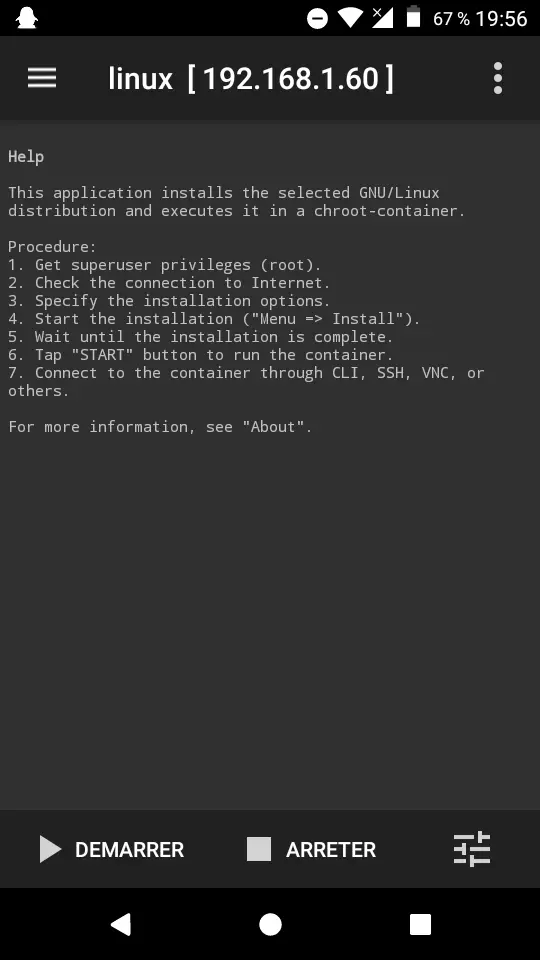 67 % 19:56
linux [ 192.168.1.60 ]
Help
This application installs the selected GNU/Linux
distribution and executes it in a chroot-container.
Procedure:
1. Get superuser privileges (root).
2. Check the connection to Internet.
3. Specify the installation options.
4. Start the installation ("Menu => Install").
5. Wait until the installation is complete.
6. Tap "START" button to run the container.
7. Connect to the container through CLI, SSH, VNC, or
others.
For more information, see "About".
DEMARRER ARRETER